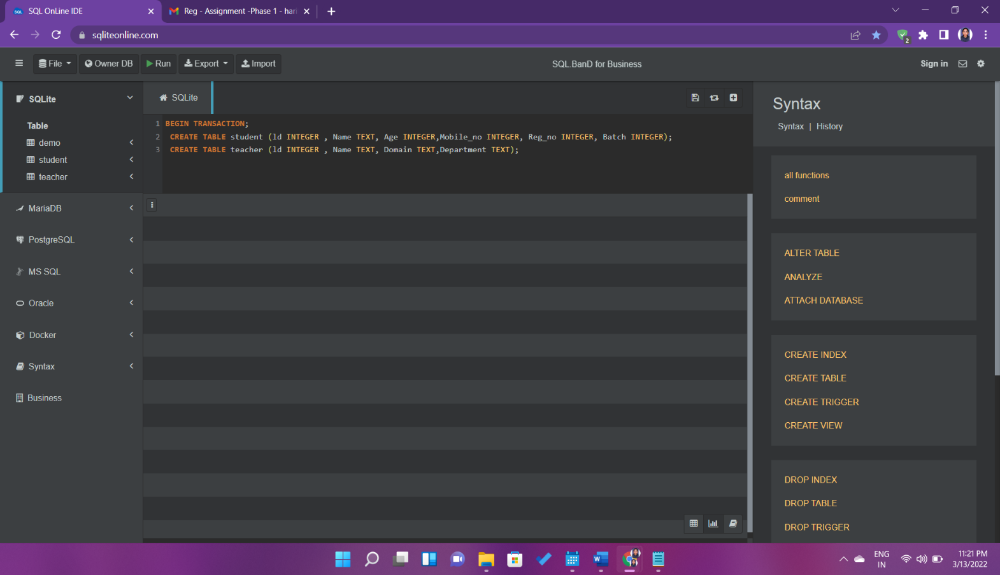 SQL OnLine IDE
Reg - Assignment -Phase 1 - hari
sqliteonline.com
2
File
Owner DB
Run
Export
Import
SQL.BanD for Business
Sign in
SQLite
Table
demo
student
teacher
MariaDB
PostgreSQL
MS SQL
Oracle
Docker
Syntax
Business
SQLite
1 BEGIN TRANSACTION;
2 CREATE TABLE student (ld INTEGER , Name TEXT, Age INTEGER,Mobile_no INTEGER, Reg_no INTEGER, Batch INTEGER);
3 CREATE TABLE teacher (ld INTEGER , Name TEXT, Domain TEXT,Department TEXT);
Syntax
Syntax | History
all functions
comment
ALTER TABLE
ANALYZE
ATTACH DATABASE
CREATE INDEX
CREATE TABLE
CREATE TRIGGER
CREATE VIEW
DROP INDEX
DROP TABLE
DROP TRIGGER
ENG
IN
11:21 PM
3/13/2022